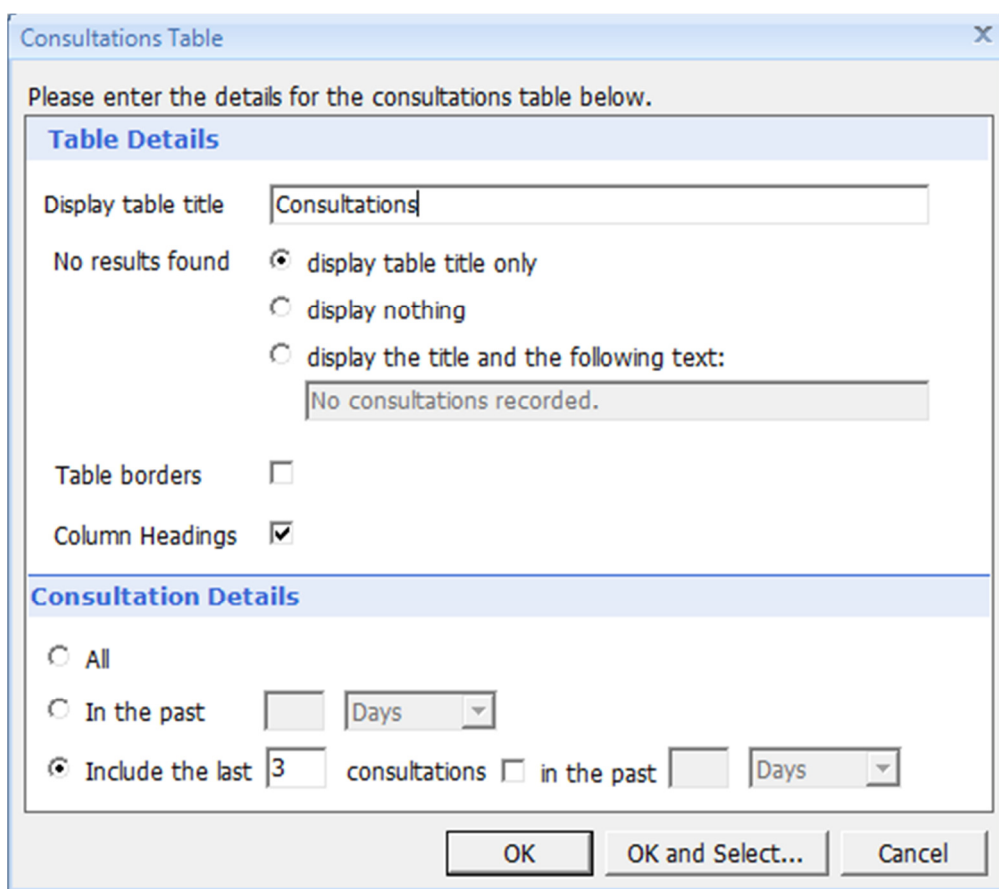 Consultations Table
Please enter the details for the consultations table below.
Table Details
Display table title Consultations
No results found display table title only
display nothing
display the title and the following text:
No consultations recorded.
Table borders
Column Headings
Consultation Details
All
In the past Days
Include the last 3 consultations in the past Days
OK OK and Select... Cancel